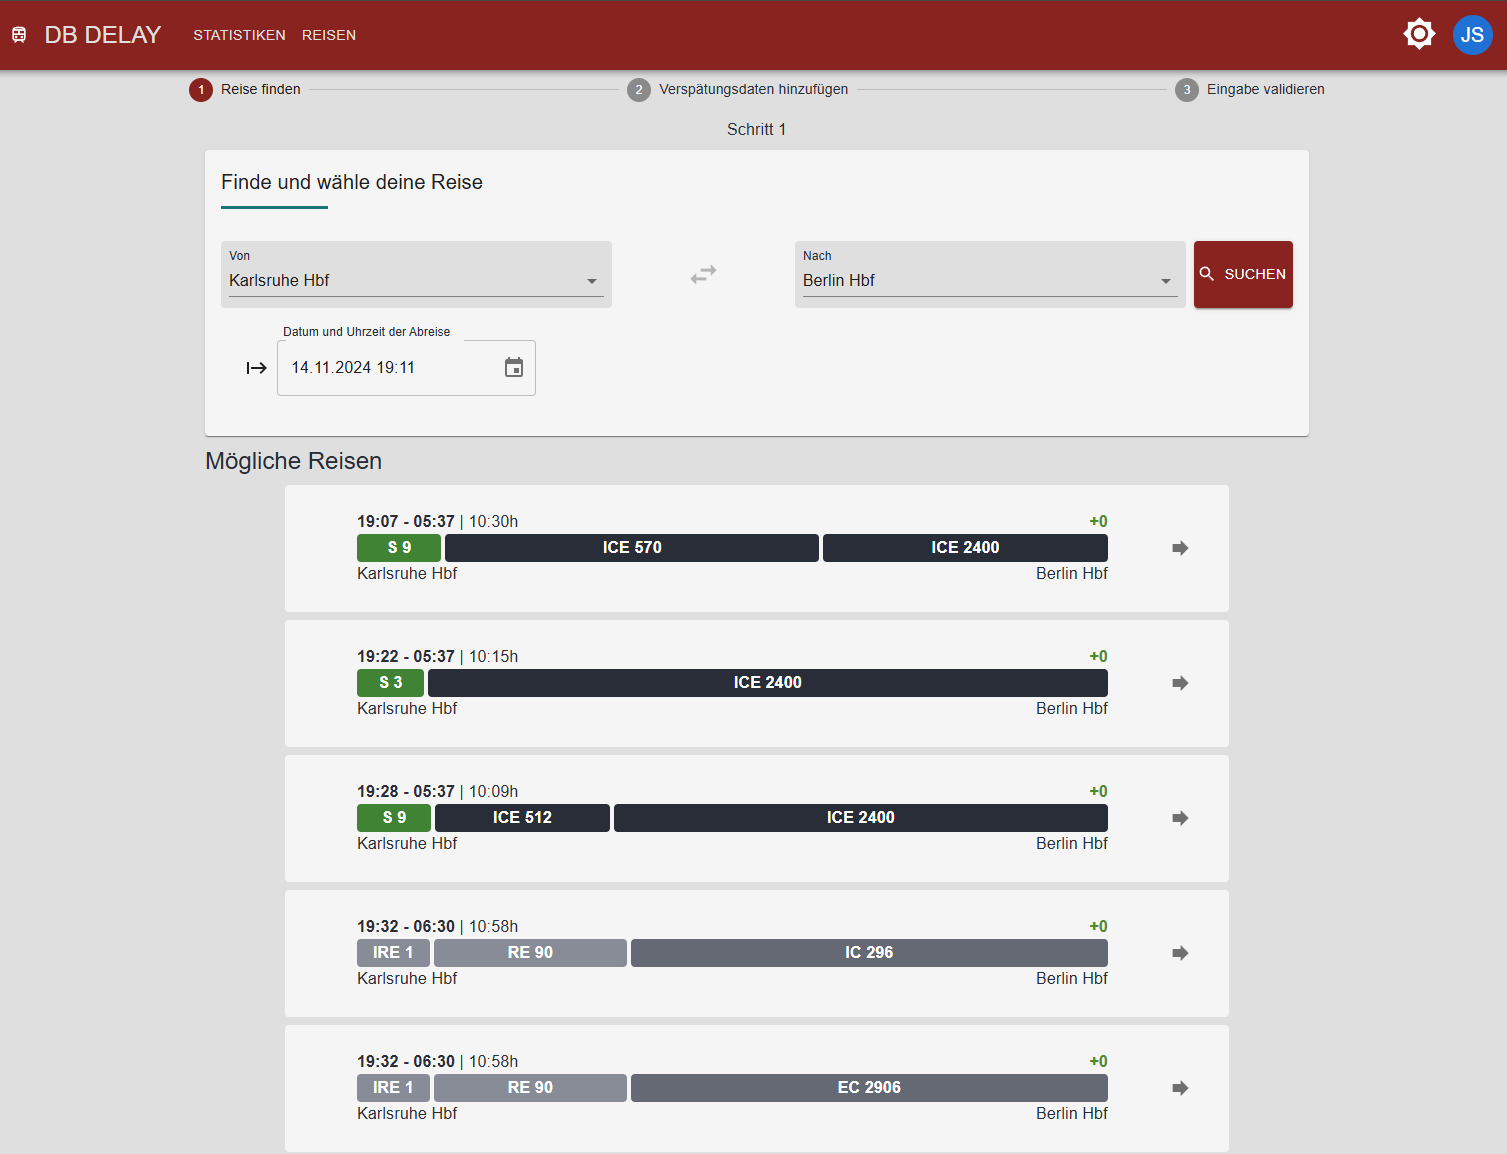 DB DELAY STATISTIKEN REISEN JS
1 Reise finden 2 Verspätungsdaten hinzufügen 3 Eingabe validieren
Schritt 1
Finde und wähle deine Reise
Von
Karlsruhe Hbf
Nach
Berlin Hbf
SUCHEN
Datum und Uhrzeit der Abreise
14.11.2024 19:11
Mögliche Reisen
19:07 - 05:37 | 10:30h +0
S 9 ICE 570 ICE 2400
Karlsruhe Hbf Berlin Hbf
19:22 - 05:37 | 10:15h +0
S 3 ICE 2400
Karlsruhe Hbf Berlin Hbf
19:28 - 05:37 | 10:09h +0
S 9 ICE 512 ICE 2400
Karlsruhe Hbf Berlin Hbf
19:32 - 06:30 | 10:58h +0
IRE 1 RE 90 IC 296
Karlsruhe Hbf Berlin Hbf
19:32 - 06:30 | 10:58h +0
IRE 1 RE 90 EC 2906
Karlsruhe Hbf Berlin Hbf